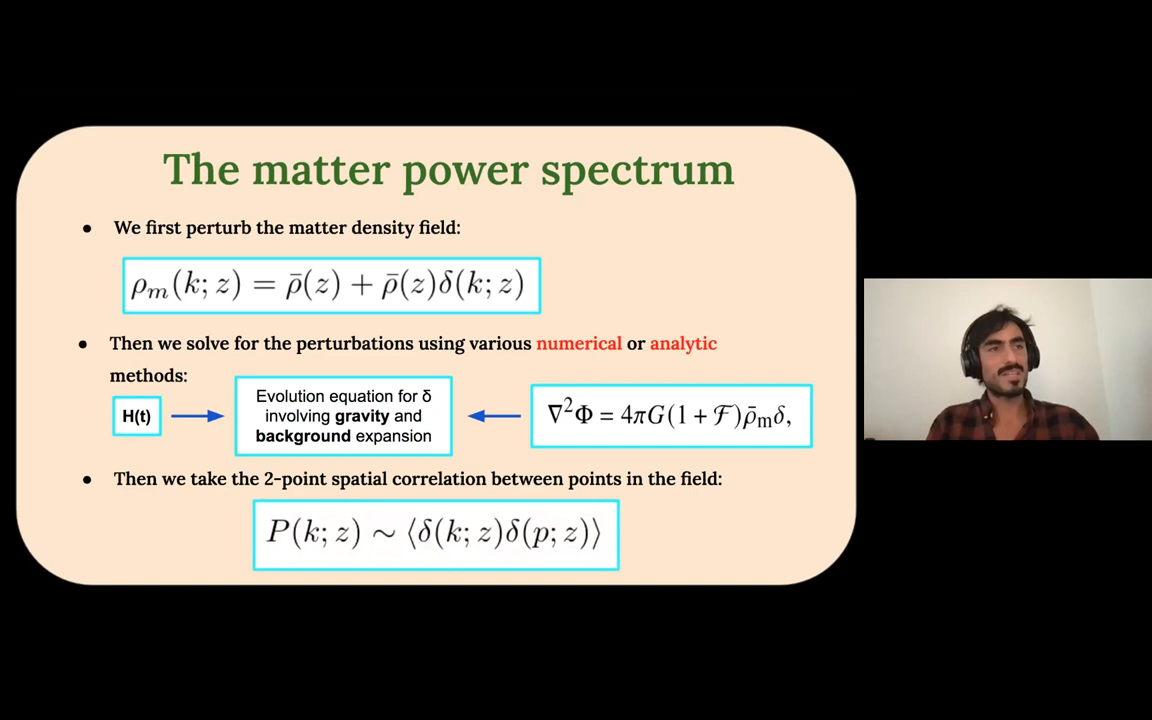 The matter power spectrum
● We first perturb the matter density field:
ρₘ(k; z) = ρ̄(z) + ρ̄(z)δ(k; z)
● Then we solve for the perturbations using various numerical or analytic
methods:
H(t)
Evolution equation for δ
involving gravity and
background expansion
∇²Φ = 4πG(1 + ℱ)ρ̄ₘδ,
● Then we take the 2-point spatial correlation between points in the field:
P(k; z) ∼ ⟨δ(k; z)δ(p; z)⟩